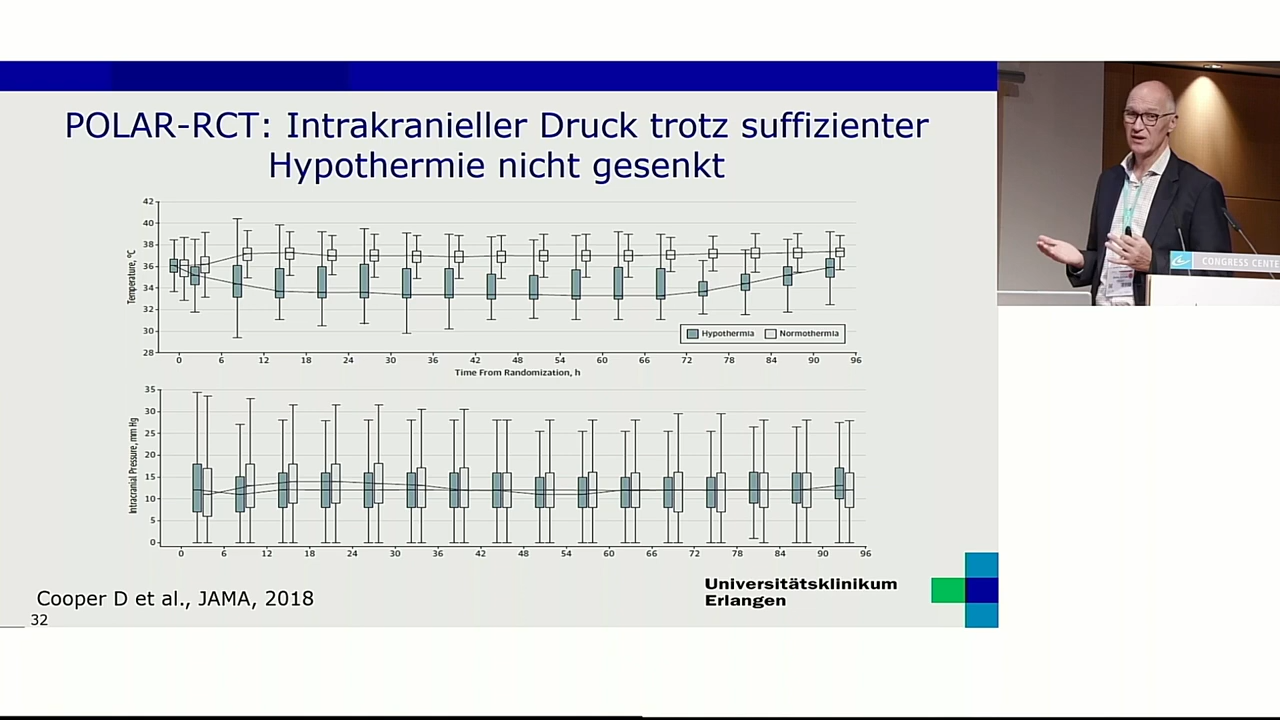 POLAR-RCT: Intrakranieller Druck trotz suffizienter
Hypothermie nicht gesenkt
42
40
38
36
34
32
30
28
Temperature, °C
0 6 12 18 24 30 36 42 48 54 60 66 72 78 84 90 96
Time From Randomization, h
Hypothermia Normothermia
35
30
25
20
15
10
5
0
Intracranial Pressure, mm Hg
0 6 12 18 24 30 36 42 48 54 60 66 72 78 84 90 96
Cooper D et al., JAMA, 2018
32
Universitätsklinikum
Erlangen
CONGRESS CENTE